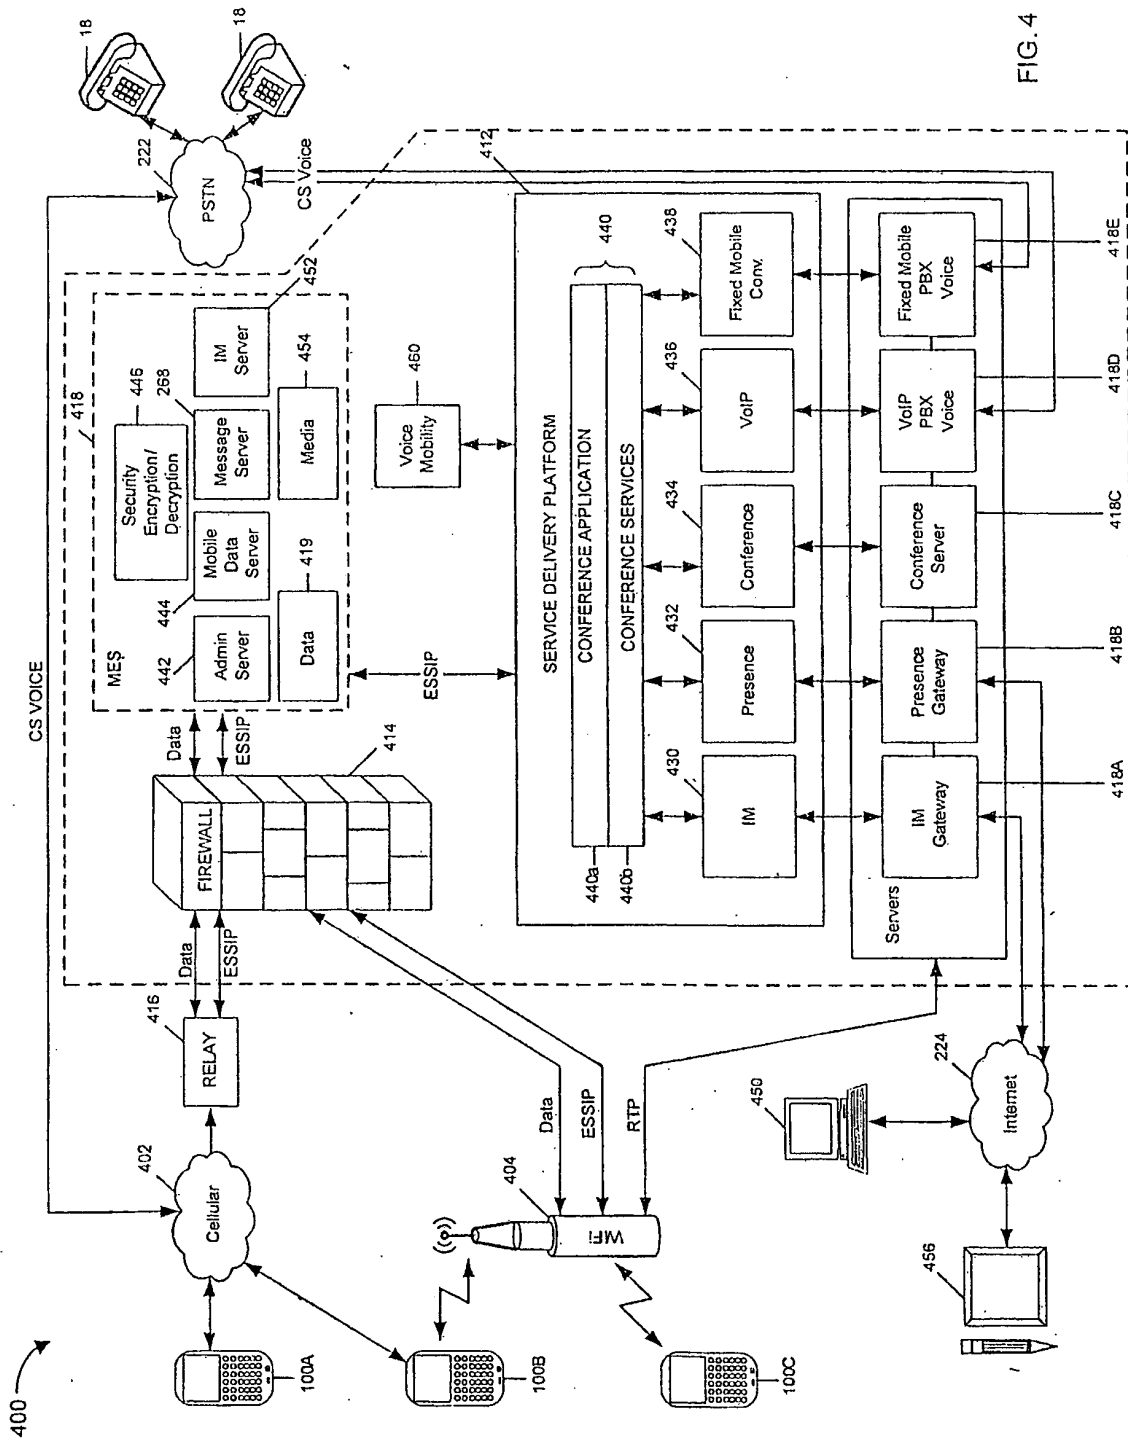 400
CS VOICE
100A
100B
100C
402
Cellular
416
RELAY
Data
ESSIP
FIREWALL
414
Data
ESSIP
404
WiFi
Data
ESSIP
RTP
418
MES
446
Security
Encryption/
Decryption
442
Admin
Server
444
Mobile
Data
Server
268
Message
Server
452
IM
Server
419
Data
454
Media
222
PSTN
18
18
CS Voice
ESSIP
460
Voice
Mobility
412
SERVICE DELIVERY PLATFORM
CONFERENCE APPLICATION
CONFERENCE SERVICES
440
440a
440b
430
IM
432
Presence
434
Conference
436
VoIP
438
Fixed Mobile
Conv.
Servers
IM
Gateway
Presence
Gateway
Conference
Server
VoIP
PBX
Voice
Fixed Mobile
PBX
Voice
418A
418B
418C
418D
418E
450
224
Internet
456
FIG. 4